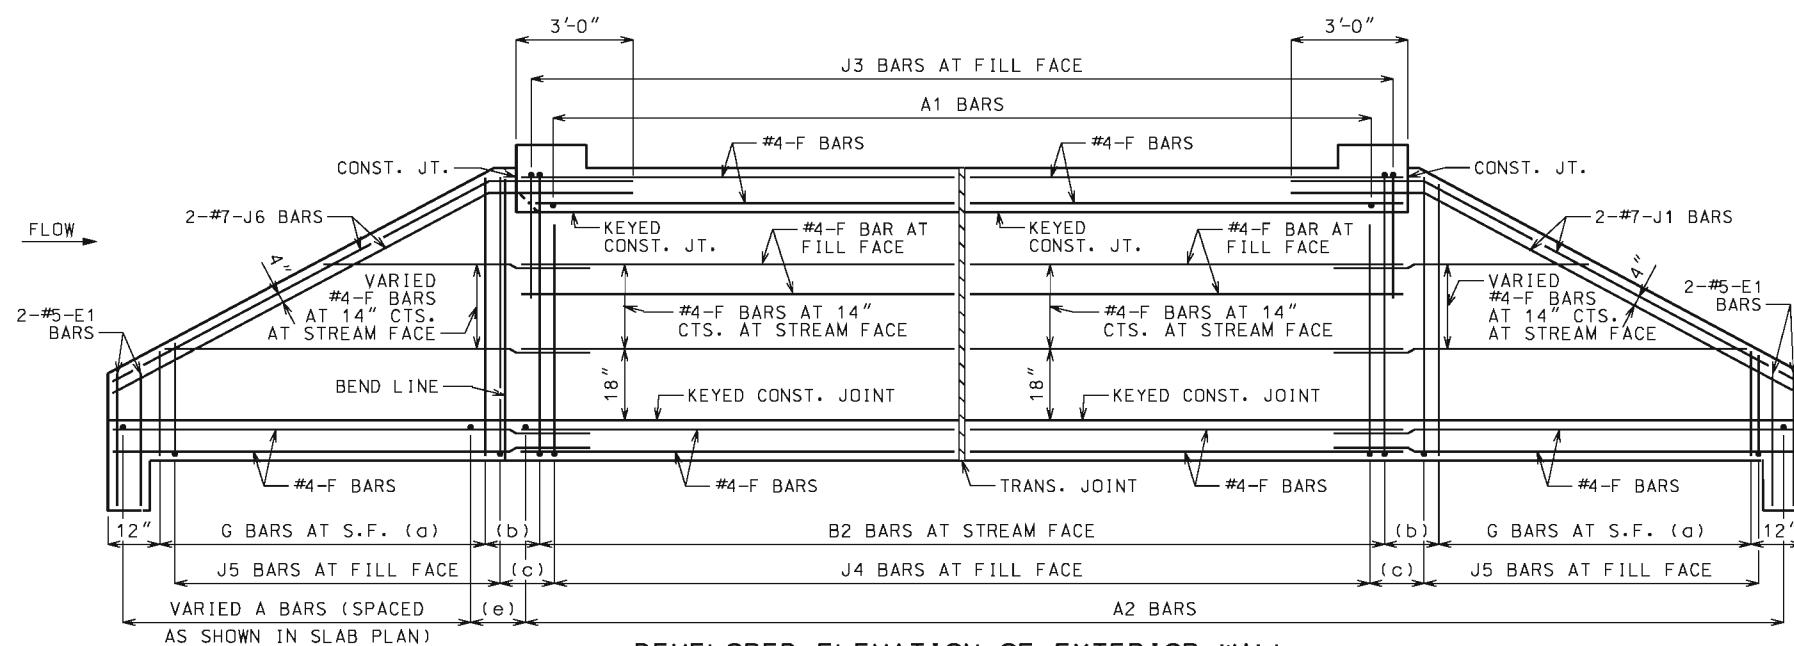 3'-0"
3'-0"
J3 BARS AT FILL FACE
A1 BARS
#4-F BARS
#4-F BARS
CONST. JT.
CONST. JT.
2-#7-J6 BARS
2-#7-J1 BARS
FLOW
KEYED
CONST. JT.
#4-F BAR AT
FILL FACE
KEYED
CONST. JT.
#4-F BAR AT
FILL FACE
4"
4"
VARIED
#4-F BARS
AT 14" CTS.
AT STREAM FACE
#4-F BARS AT 14"
CTS. AT STREAM FACE
#4-F BARS AT 14"
CTS. AT STREAM FACE
VARIED
#4-F BARS
AT 14" CTS.
AT STREAM FACE
2-#5-E1
BARS
2-#5-E1
BARS
BEND LINE
18"
KEYED CONST. JOINT
18"
KEYED CONST. JOINT
#4-F BARS
#4-F BARS
TRANS. JOINT
#4-F BARS
#4-F BARS
12"
G BARS AT S.F. (a)
(b)
B2 BARS AT STREAM FACE
(b)
G BARS AT S.F. (a)
12"
J5 BARS AT FILL FACE
(c)
J4 BARS AT FILL FACE
(c)
J5 BARS AT FILL FACE
VARIED A BARS (SPACED
AS SHOWN IN SLAB PLAN)
(e)
A2 BARS
DEVELOPED ELEVATION OF EXTERIOR WALL